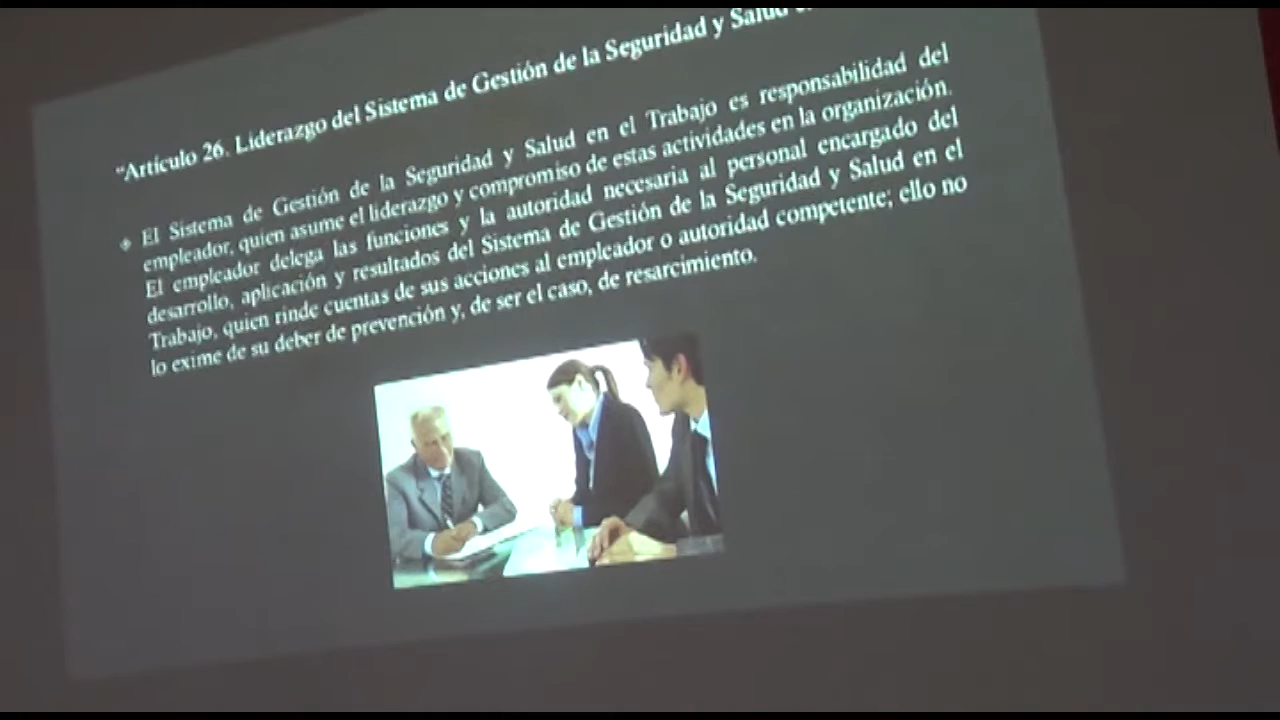 “Artículo 26. Liderazgo del Sistema de Gestión de la Seguridad y Salud
❖ El Sistema de Gestión de la Seguridad y Salud en el Trabajo es responsabilidad del
empleador, quien asume el liderazgo y compromiso de estas actividades en la organización.
El empleador delega las funciones y la autoridad necesaria al personal encargado del
desarrollo, aplicación y resultados del Sistema de Gestión de la Seguridad y Salud en el
Trabajo, quien rinde cuentas de sus acciones al empleador o autoridad competente; ello no
lo exime de su deber de prevención y, de ser el caso, de resarcimiento.